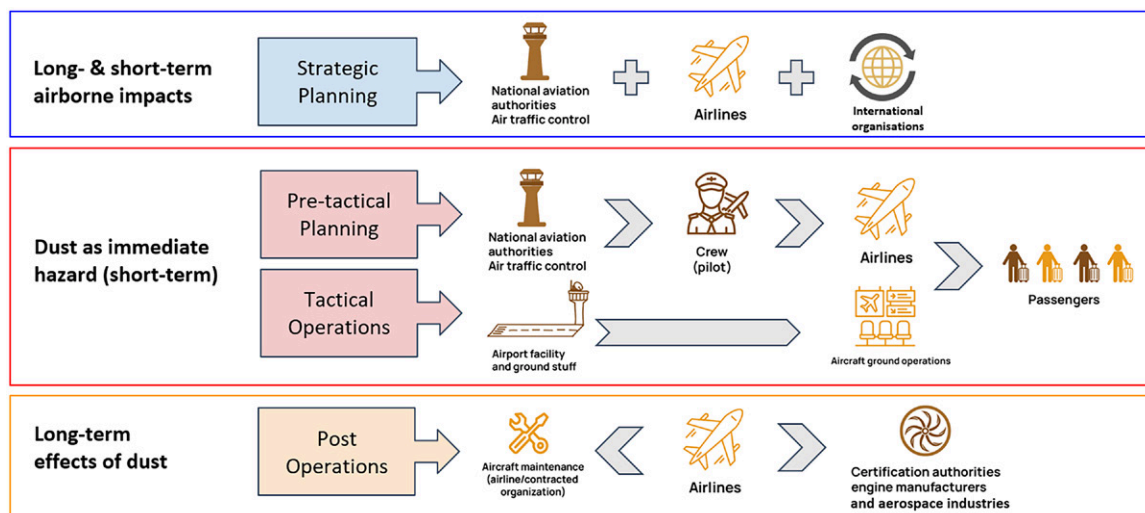 Long- & short-term
airborne impacts
Strategic
Planning
National aviation
authorities
Air traffic control
Airlines
International
organisations
Dust as immediate
hazard (short-term)
Pre-tactical
Planning
National aviation
authorities
Air traffic control
Crew
(pilot)
Airlines
Passengers
Tactical
Operations
Airport facility
and ground stuff
Aircraft ground operations
Long-term
effects of dust
Post
Operations
Aircraft maintenance
(airline/contracted
organization)
Airlines
Certification authorities
engine manufacturers
and aerospace industries